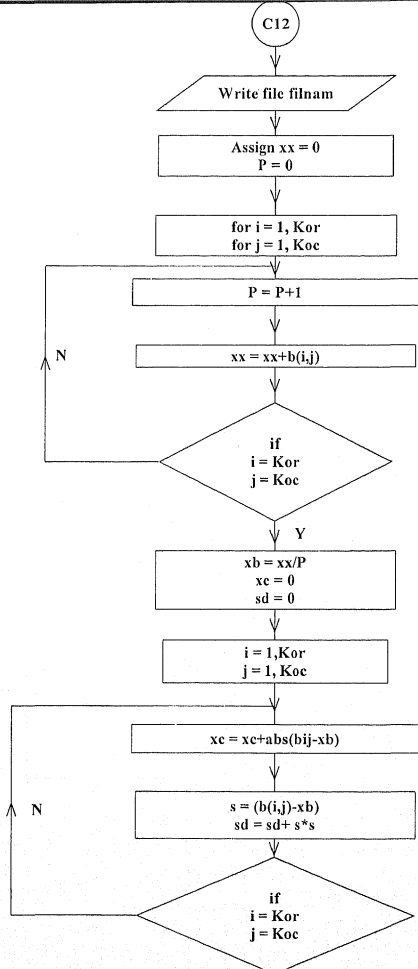 C12
Write file filnam
Assign xx = 0
P = 0
for i = 1, Kor
for j = 1, Koc
P = P+1
N
xx = xx+b(i,j)
if
i = Kor
j = Koc
Y
xb = xx/P
xc = 0
sd = 0
i = 1,Kor
j = 1, Koc
xc = xc+abs(bij-xb)
N
s = (b(i,j)-xb)
sd = sd+ s*s
if
i = Kor
j = Koc